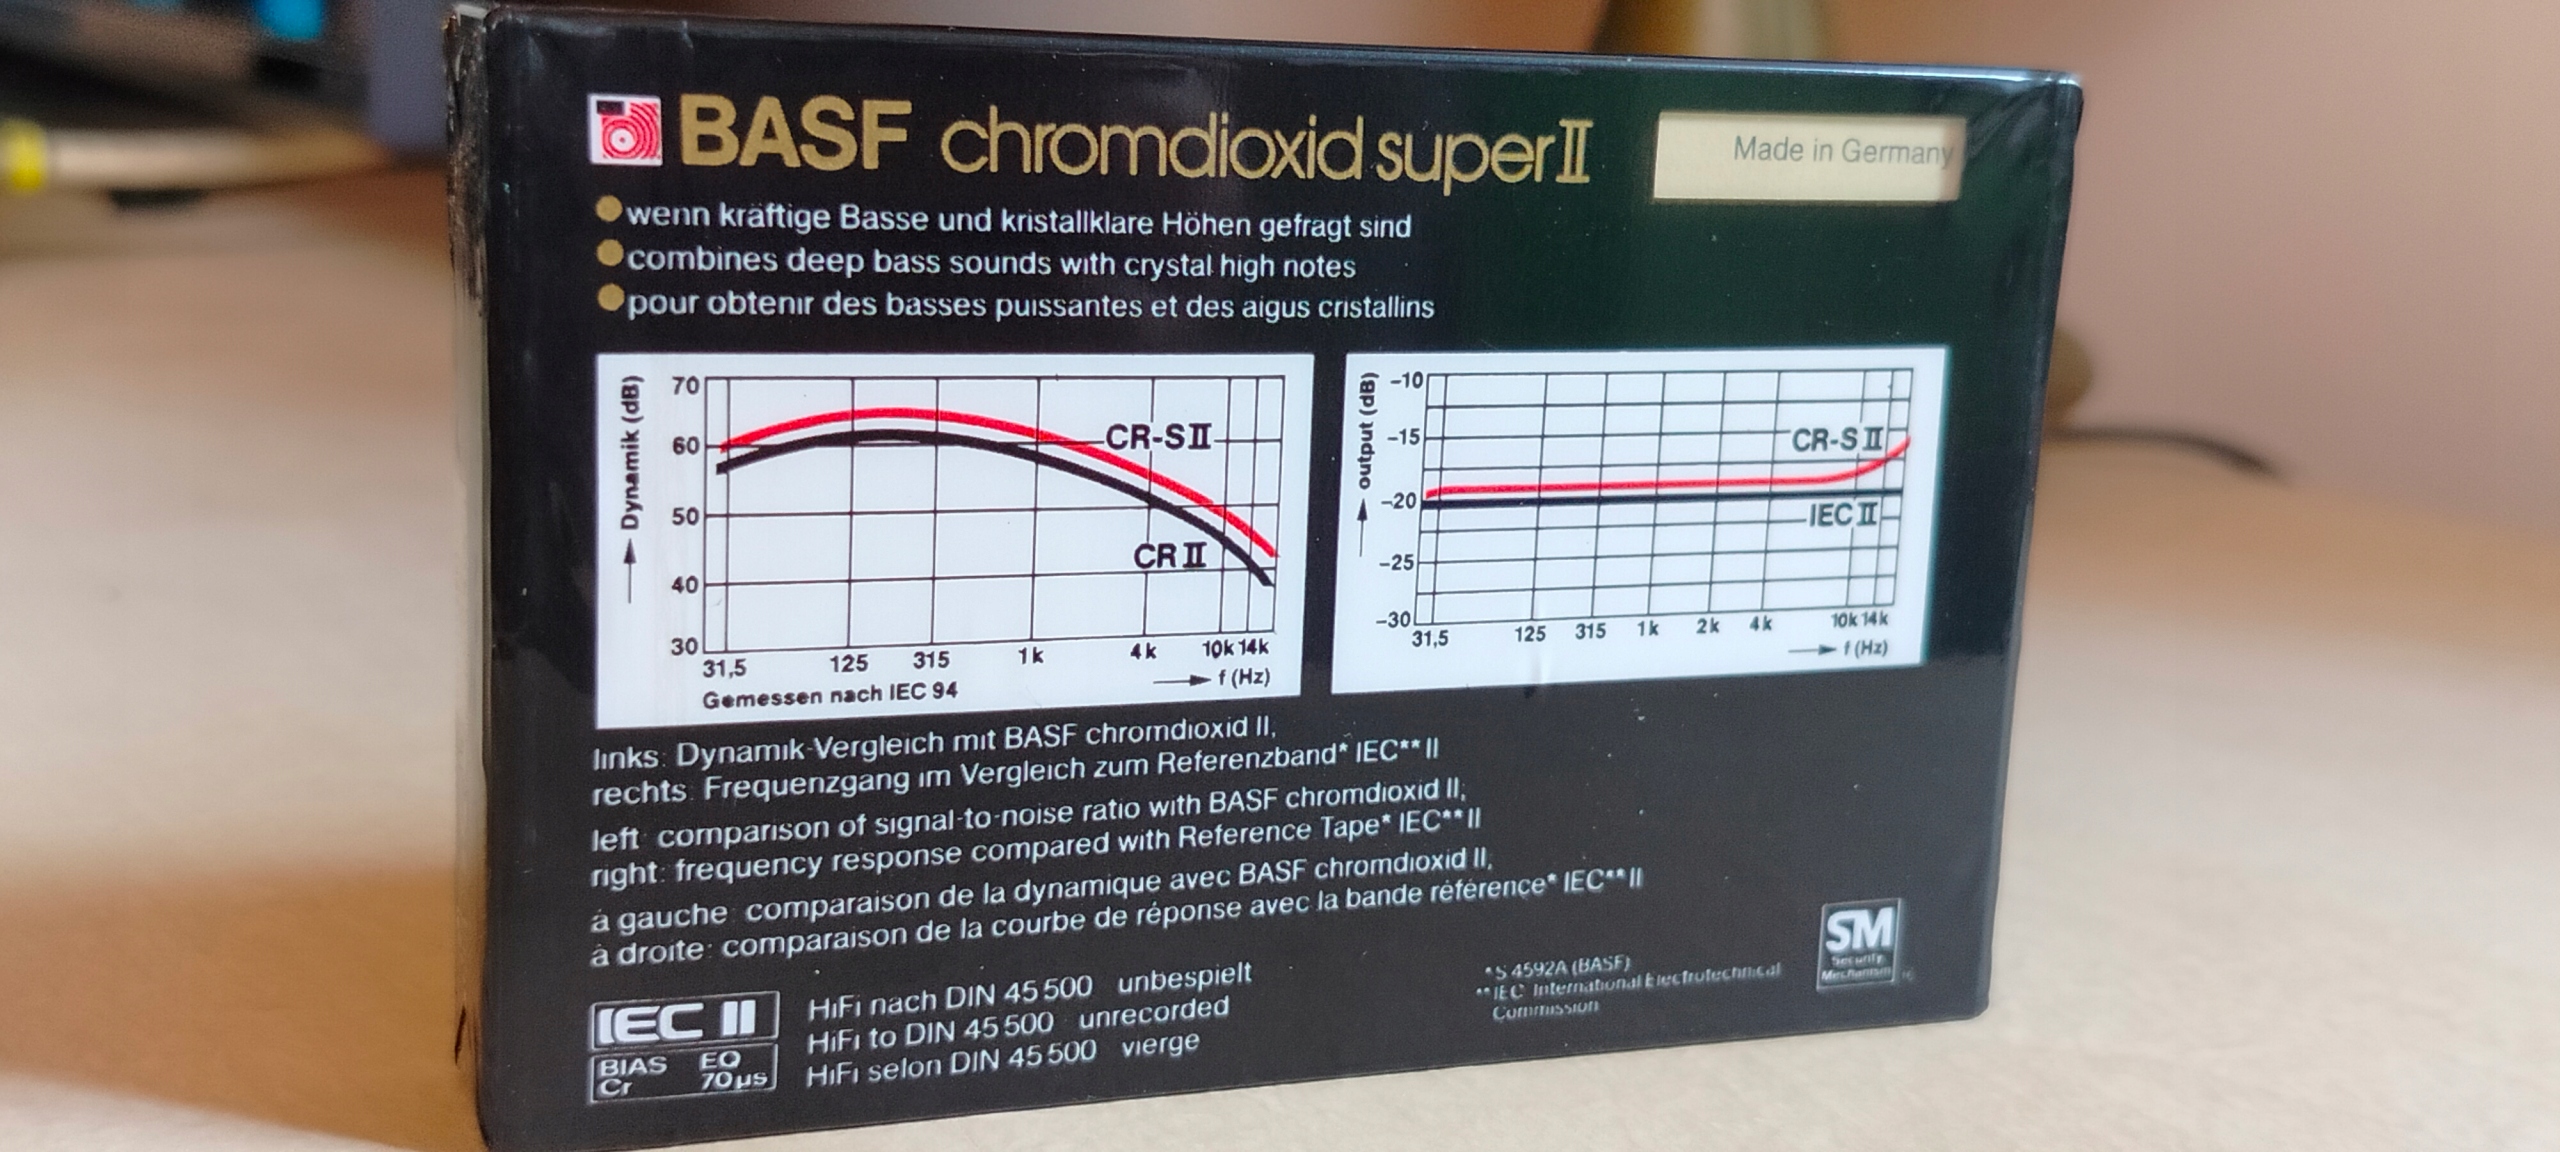 BASF chromdioxid super II
Made in Germany
wenn kräftige Basse und kristallklare Höhen gefragt sind
combines deep bass sounds with crystal high notes
pour obtenir des basses puissantes et des aigus cristallins
Dynamik (dB)
70
60
50
40
30
CR-S II
CR II
31,5 125 315 1k 4k 10k 14k
f (Hz)
Gemessen nach IEC 94
output (dB)
-10
-15
-20
-25
-30
CR-S II
IEC II
31,5 125 315 1k 2k 4k 10k 14k
f (Hz)
links: Dynamik-Vergleich mit BASF chromdioxid II,
rechts: Frequenzgang im Vergleich zum Referenzband* IEC** II
left: comparison of signal-to-noise ratio with BASF chromdioxid II,
right: frequency response compared with Reference Tape* IEC** II
à gauche: comparaison de la dynamique avec BASF chromdioxid II,
à droite: comparaison de la courbe de réponse avec la bande référence* IEC** II
IEC II
BIAS EQ
Cr 70 µs
HiFi nach DIN 45 500 unbespielt
HiFi to DIN 45 500 unrecorded
HiFi selon DIN 45 500 vierge
*S 4592A (BASF)
**IEC International Electrotechnical
Commission
SM
Security
Mechanism